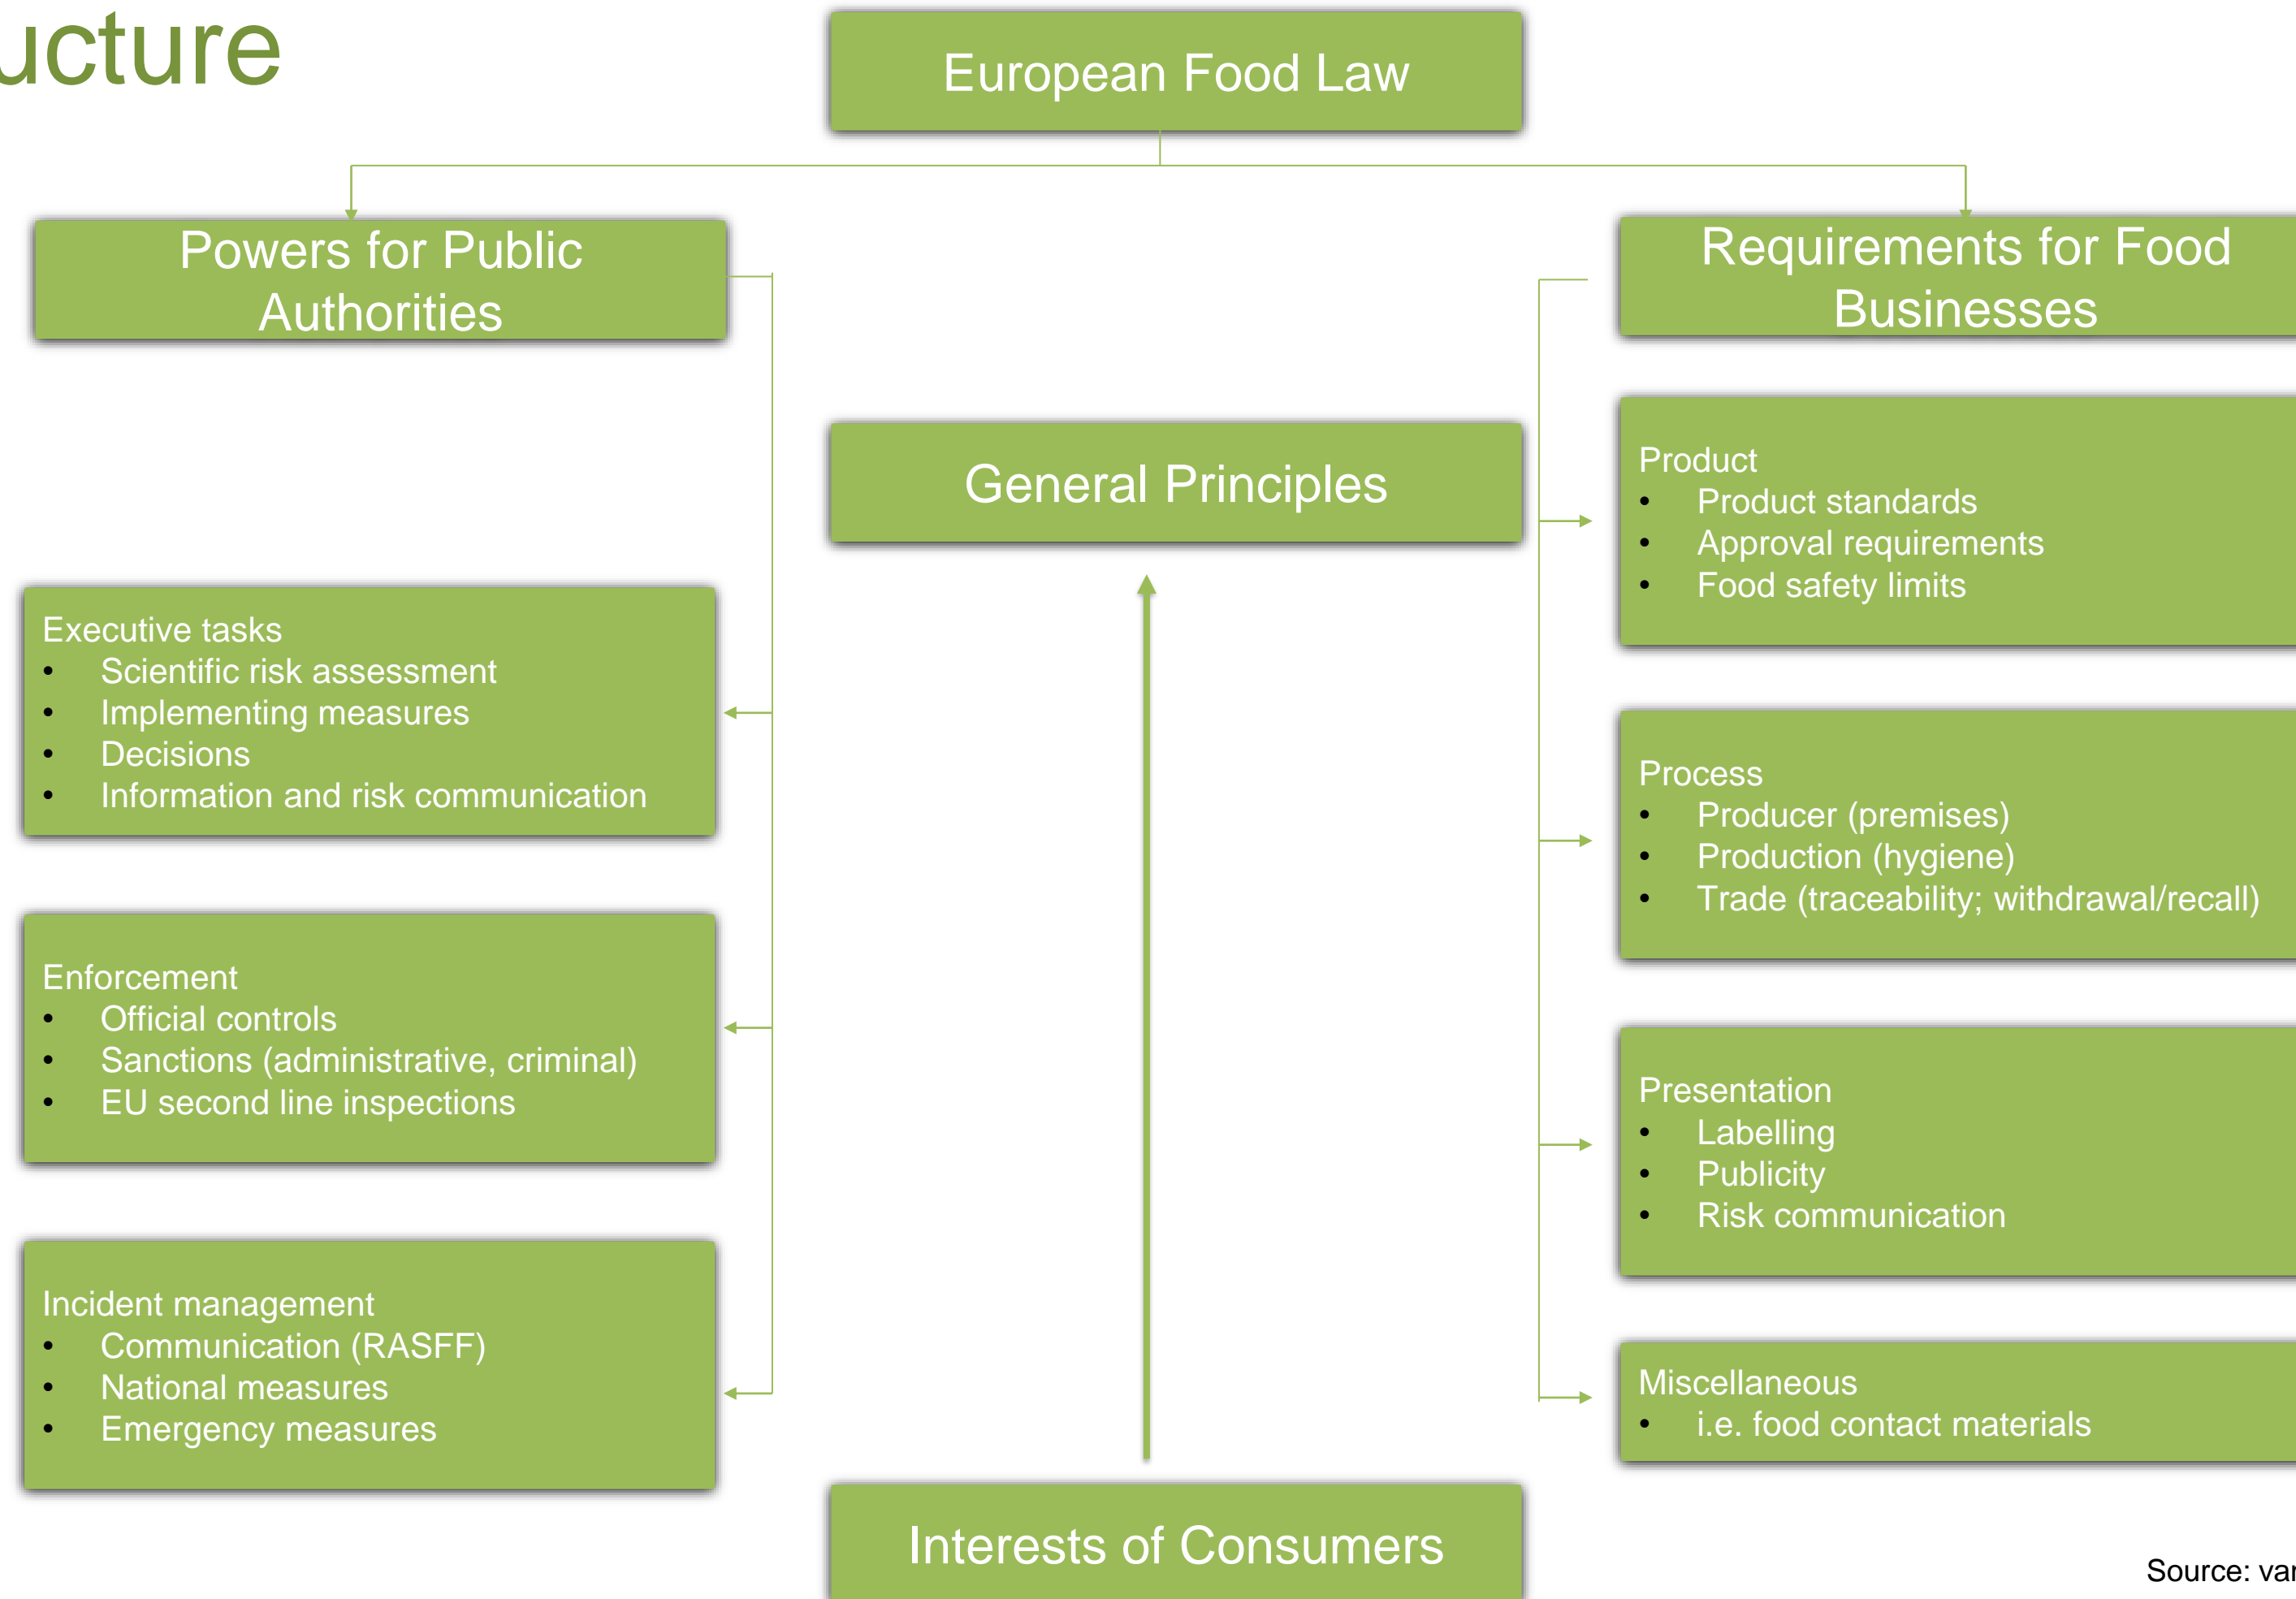 ucture
European Food Law
Powers for Public
Authorities
Requirements for Food
Businesses
General Principles
Executive tasks
• Scientific risk assessment
• Implementing measures
• Decisions
• Information and risk communication
Enforcement
• Official controls
• Sanctions (administrative, criminal)
• EU second line inspections
Incident management
• Communication (RASFF)
• National measures
• Emergency measures
Product
• Product standards
• Approval requirements
• Food safety limits
Process
• Producer (premises)
• Production (hygiene)
• Trade (traceability; withdrawal/recall)
Presentation
• Labelling
• Publicity
• Risk communication
Miscellaneous
• i.e. food contact materials
Interests of Consumers
Source: var